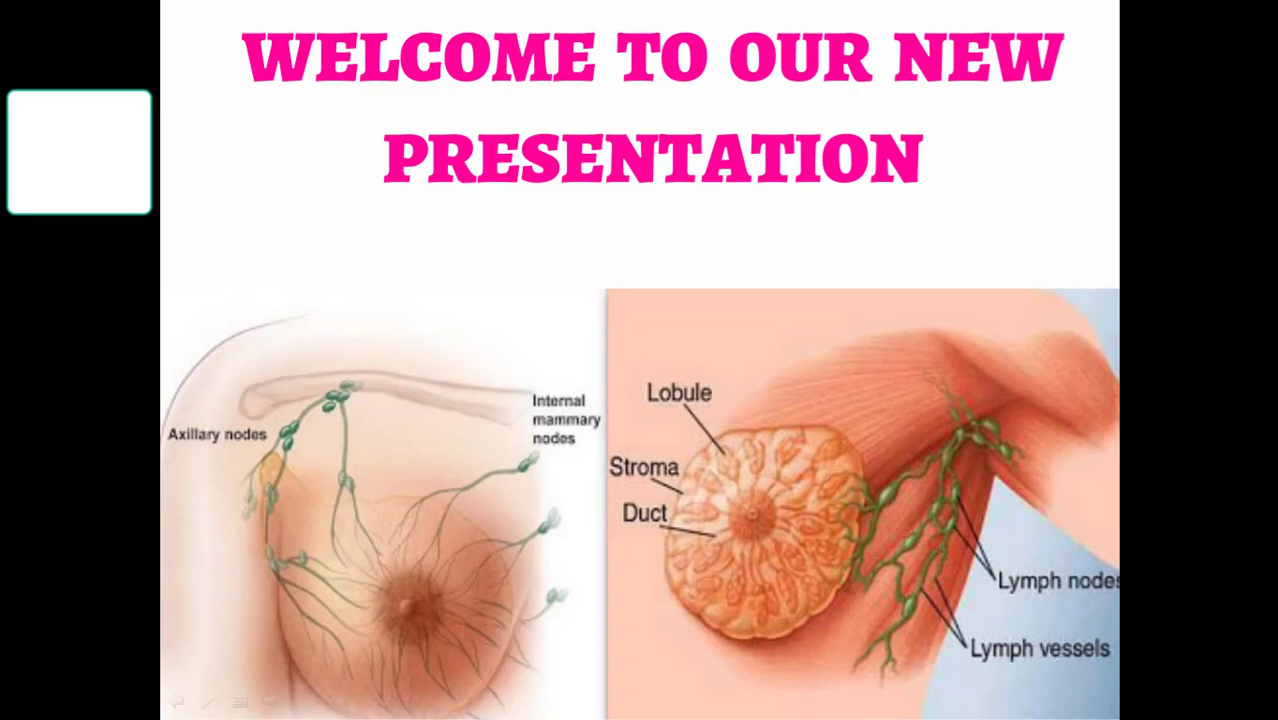 WELCOME TO OUR NEW
PRESENTATION
Axillary nodes
Internal
mammary
nodes
Lobule
Stroma
Duct
Lymph nodes
Lymph vessels